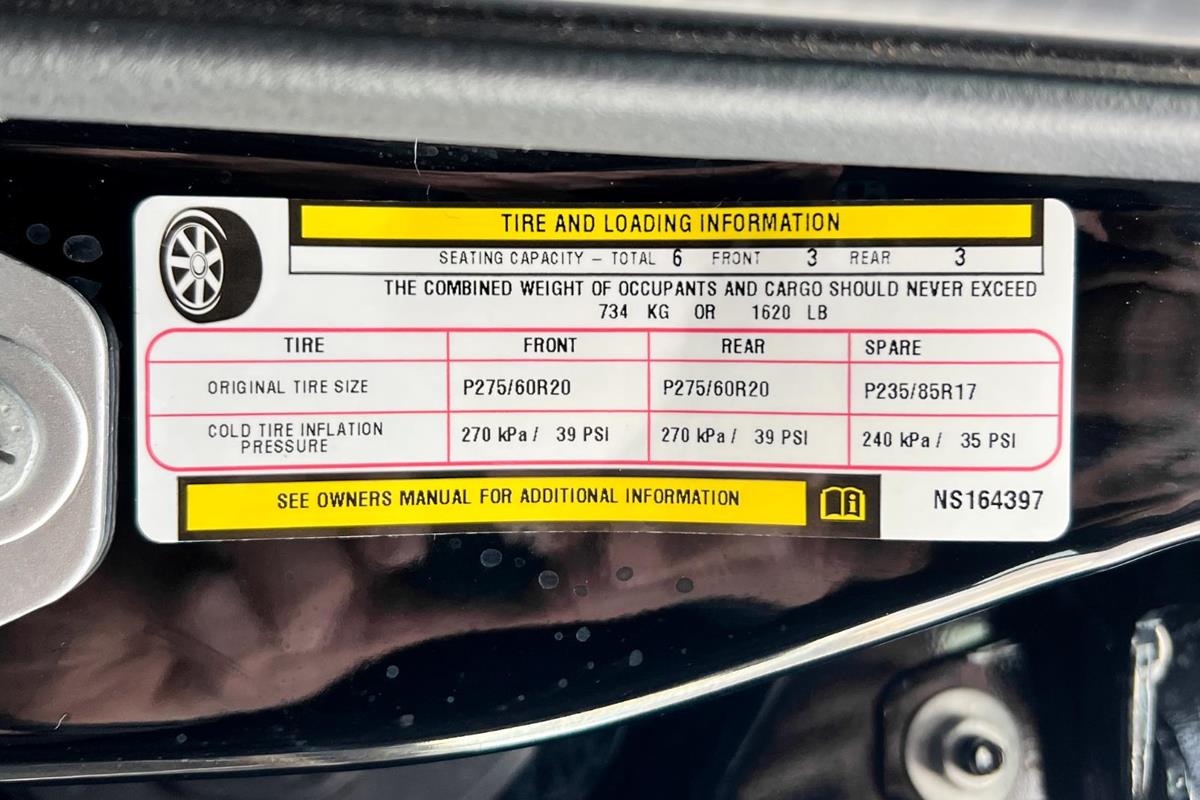 TIRE AND LOADING INFORMATION
SEATING CAPACITY – TOTAL 6 FRONT 3 REAR 3
THE COMBINED WEIGHT OF OCCUPANTS AND CARGO SHOULD NEVER EXCEED
734 KG OR 1620 LB
TIRE FRONT REAR SPARE
ORIGINAL TIRE SIZE P275/60R20 P275/60R20 P235/85R17
COLD TIRE INFLATION PRESSURE 270 kPa / 39 PSI 270 kPa / 39 PSI 240 kPa / 35 PSI
SEE OWNERS MANUAL FOR ADDITIONAL INFORMATION
NS164397